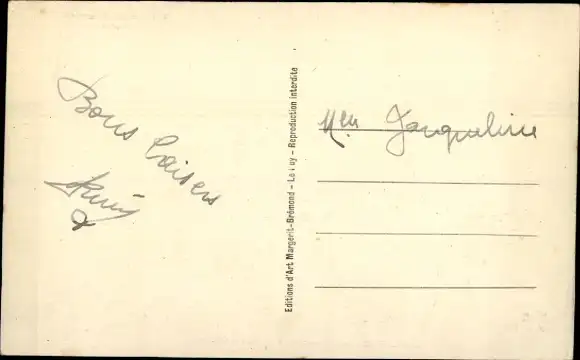 Bons baisers
Mlle Jacqueline
Editions d'Art Margerit-Brémond - Le Puy - Reproduction interdite